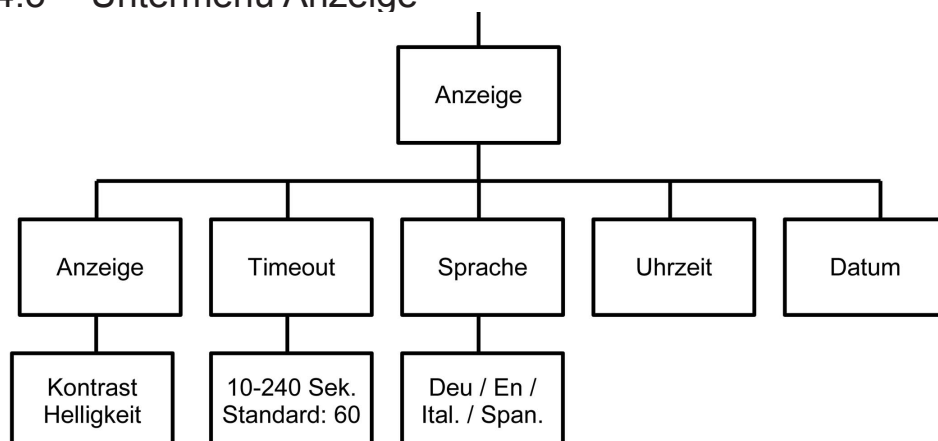 Untermenü Anzeige
Anzeige
Anzeige
Timeout
Sprache
Uhrzeit
Datum
Kontrast
Helligkeit
10-240 Sek.
Standard: 60
Deu / En /
Ital. / Span.